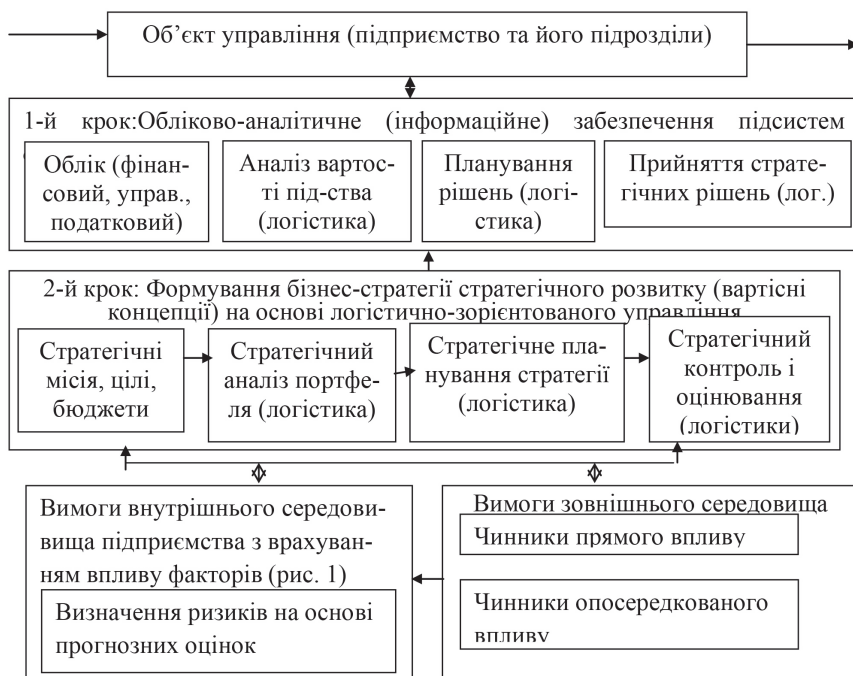 Об’єкт управління (підприємство та його підрозділи)
1-й крок:Обліково-аналітичне (інформаційне) забезпечення підсистем
Облік (фінан-
совий, управ.,
податковий)
Аналіз вартос-
ті під-ства
(логістика)
Планування
рішень (логі-
стика)
Прийняття страте-
гічних рішень (лог.)
2-й крок: Формування бізнес-стратегії стратегічного розвитку (вартісні
концепції) на основі логістично-зорієнтованого управління
Стратегічні
місія, цілі,
бюджети
Стратегічний
аналіз портфе-
ля (логістика)
Стратегічне пла-
нування стратегії
(логістика)
Стратегічний
контроль і
оцінювання
(логістики)
Вимоги внутрішнього середови-
вища підприємства з врахуван-
ням впливу факторів (рис. 1)
Визначення ризиків на основі
прогнозних оцінок
Вимоги зовнішнього середовища
Чинники прямого впливу
Чинники опосередкованого
впливу